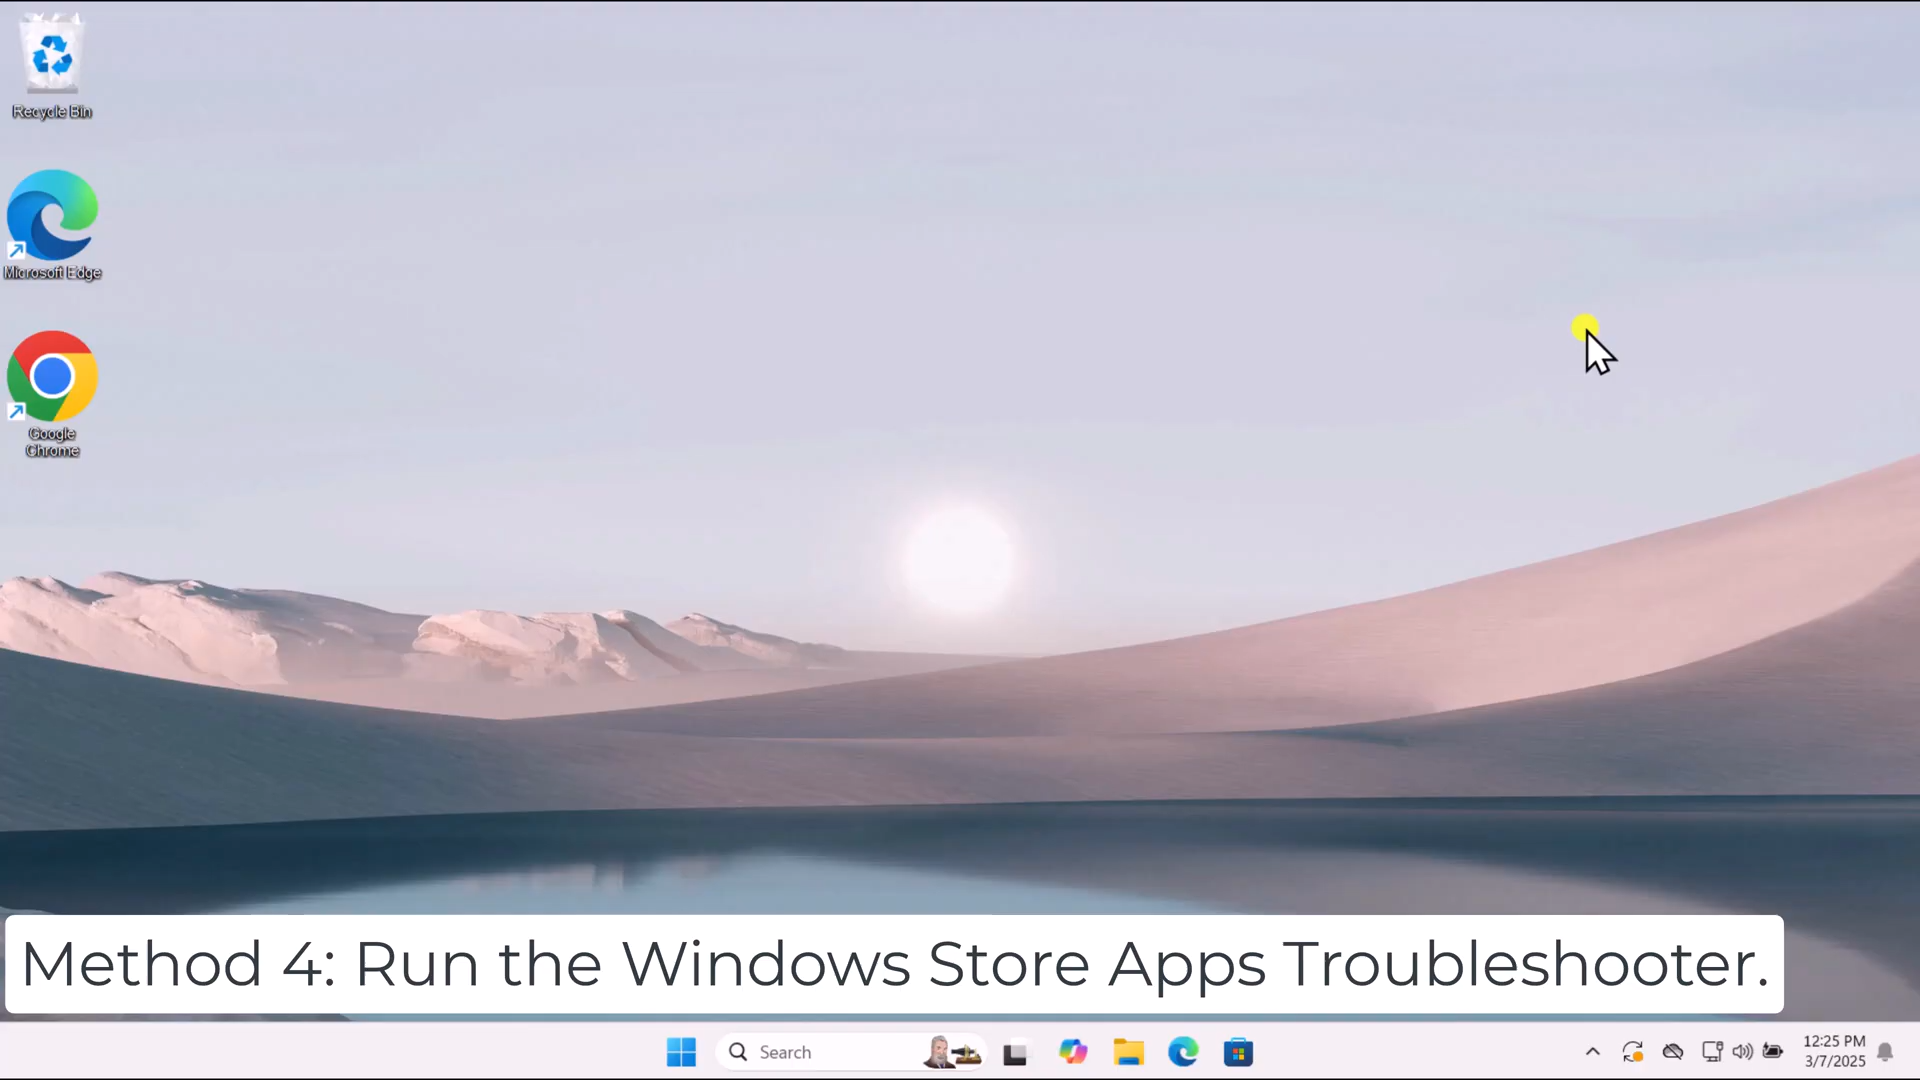 Recycle Bin
Microsoft Edge
Google
Chrome
Method 4: Run the Windows Store Apps Troubleshooter.
Search
12:25 PM
3/7/2025